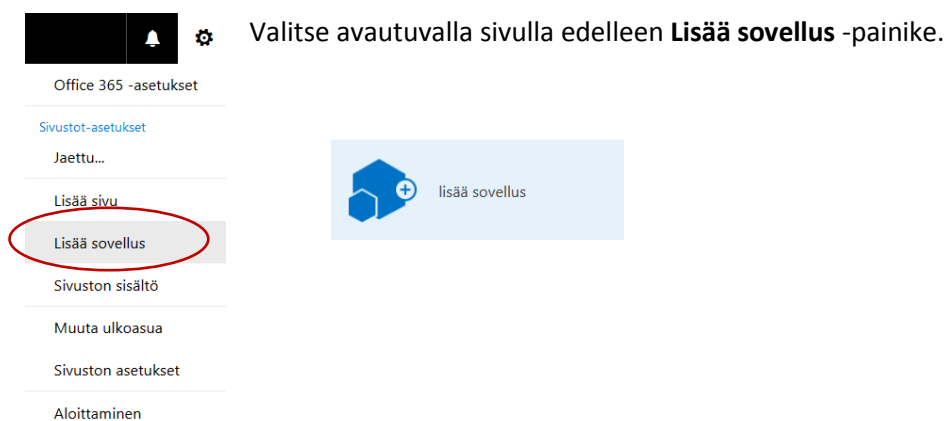 Valitse avautuvalla sivulla edelleen Lisää sovellus -painike.
Office 365 -asetukset
Sivustot-asetukset
Jaettu...
Lisää sivu
Lisää sovellus
Sivuston sisältö
Muuta ulkoasua
Sivuston asetukset
Aloittaminen
lisää sovellus